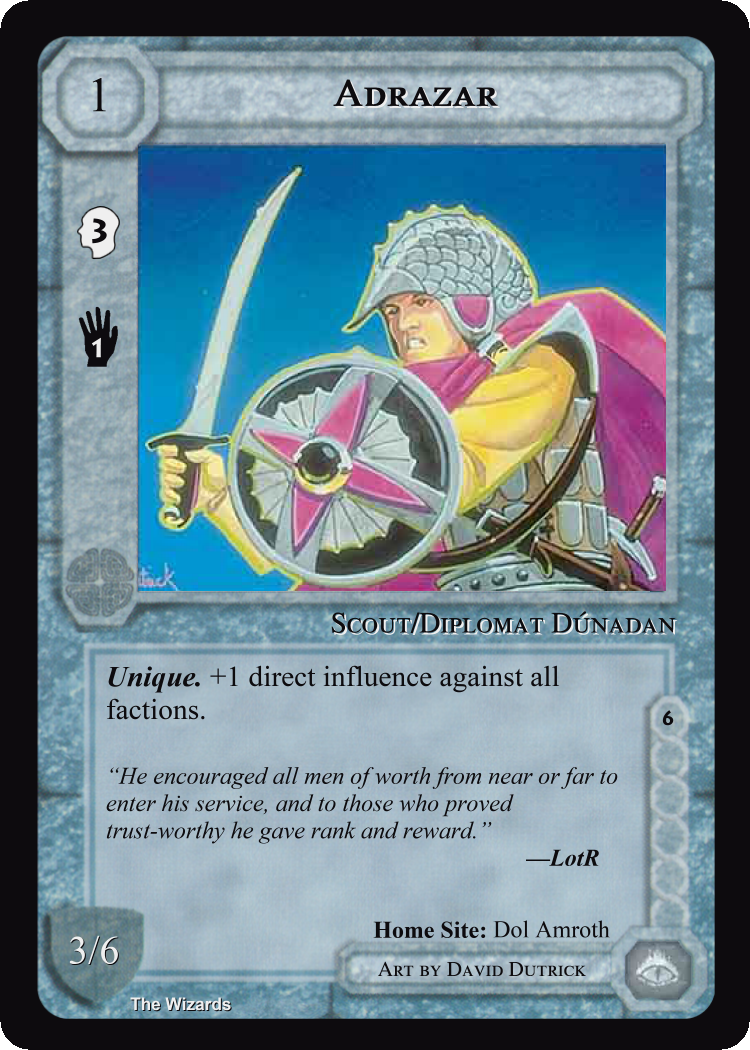 1
Adrazar
3
1
Scout/Diplomat Dúnadan
Unique. +1 direct influence against all
factions.
6
“He encouraged all men of worth from near or far to
enter his service, and to those who proved
trust-worthy he gave rank and reward.”
—LotR
Home Site: Dol Amroth
3/6
Art by David Dutrick
The Wizards